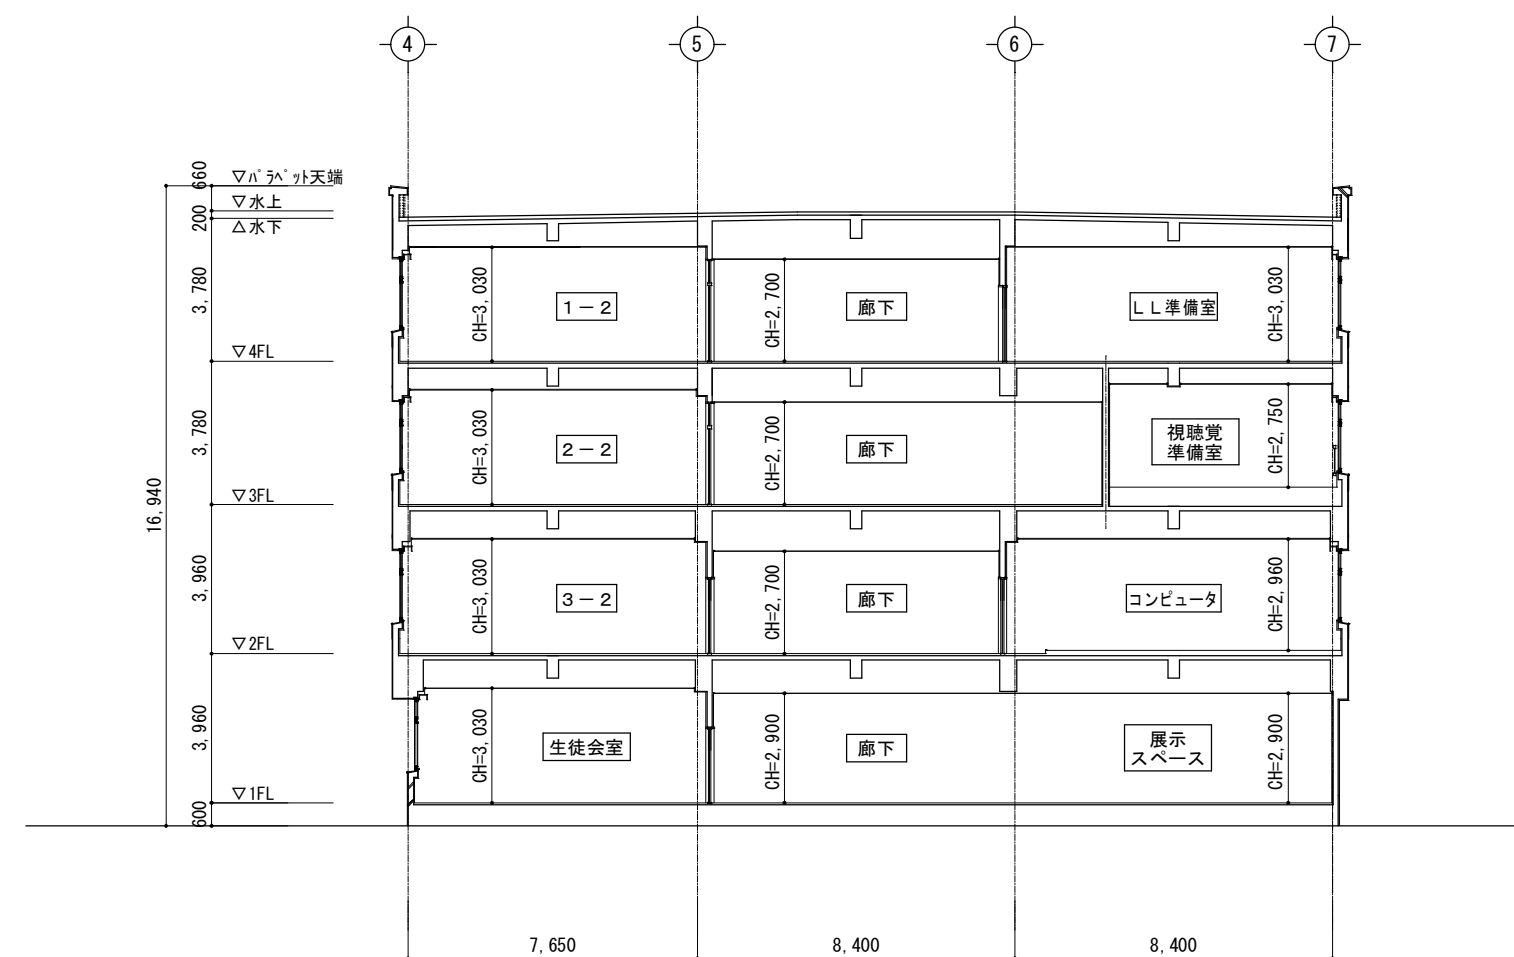 4
5
6
7
660
▽パラペット天端
▽水上
200
△水下
3,780
CH=3,030
1-2
CH=2,700
廊下
LL準備室
CH=3,030
▽4FL
3,780
CH=3,030
2-2
CH=2,700
廊下
視聴覚
準備室
CH=2,750
16,940
▽3FL
3,960
CH=3,030
3-2
CH=2,700
廊下
コンピュータ
CH=2,960
▽2FL
3,960
CH=3,030
生徒会室
CH=2,900
廊下
展示
スペース
CH=2,900
▽1FL
600
7,650
8,400
8,400